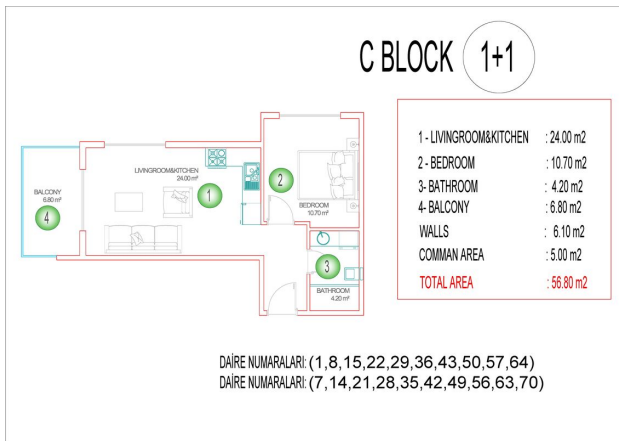 C BLOCK 1+1
1 - LIVINGROOM&KITCHEN : 24.00 m2
2 - BEDROOM : 10.70 m2
3- BATHROOM : 4.20 m2
4- BALCONY : 6.80 m2
WALLS : 6.10 m2
COMMAN AREA : 5.00 m2
TOTAL AREA : 56.80 m2
LIVINGROOM&KITCHEN
24.00 m²
1
2
BEDROOM
10.70 m²
BALCONY
6.80 m²
4
3
BATHROOM
4.20 m²
DAİRE NUMARALARI: (1,8,15,22,29,36,43,50,57,64)
DAİRE NUMARALARI: (7,14,21,28,35,42,49,56,63,70)